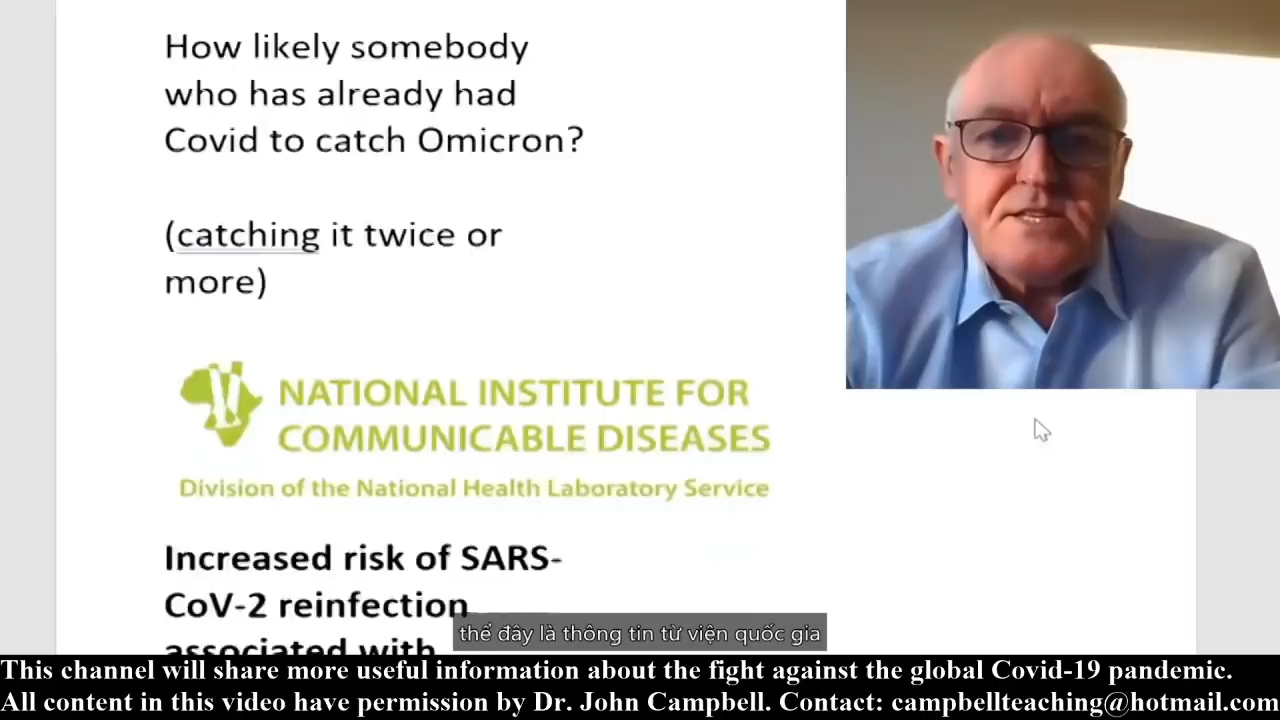 How likely somebody
who has already had
Covid to catch Omicron?
(catching it twice or
more)
NATIONAL INSTITUTE FOR
COMMUNICABLE DISEASES
Division of the National Health Laboratory Service
Increased risk of SARS-
CoV-2 reinfection
associated with
thể đây là thông tin từ viện quốc gia
This channel will share more useful information about the fight against the global Covid-19 pandemic.
All content in this video have permission by Dr. John Campbell. Contact: campbellteaching@hotmail.com